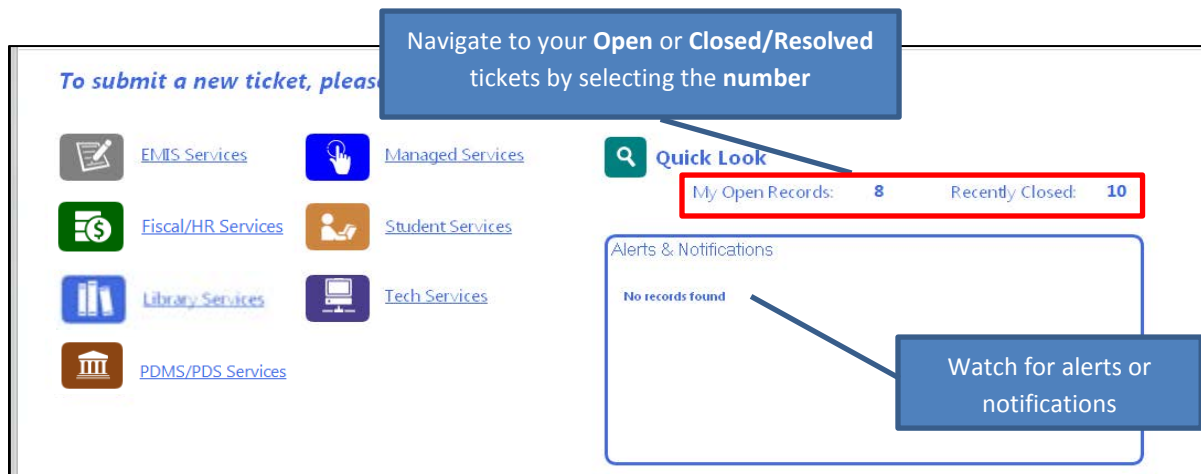 Navigate to your Open or Closed/Resolved
tickets by selecting the number
To submit a new ticket, pleas
EMIS Services
Managed Services
Fiscal/HR Services
Student Services
Library Services
Tech Services
PDMS/PDS Services
Quick Look
My Open Records: 8 Recently Closed: 10
Alerts & Notifications
No records found
Watch for alerts or
notifications